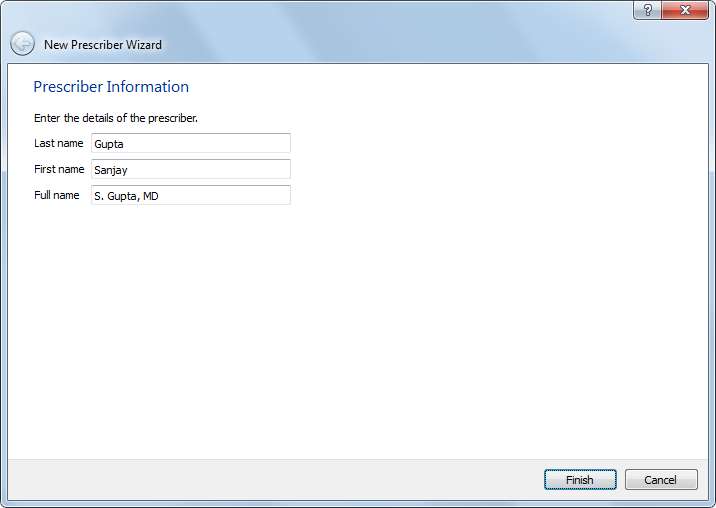 New Prescriber Wizard
Prescriber Information
Enter the details of the prescriber.
Last name Gupta
First name Sanjay
Full name S. Gupta, MD
Finish Cancel